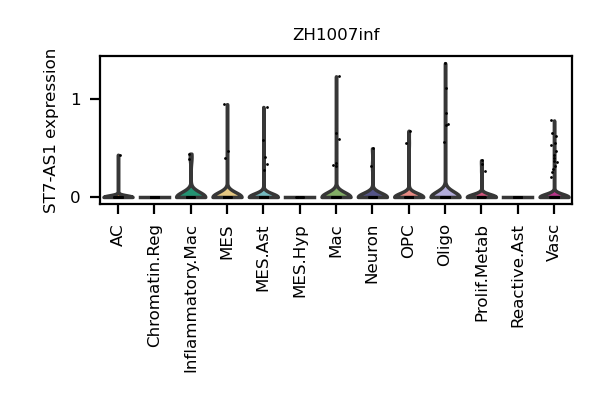 ZH1007inf
ST7-AS1 expression
1
0
AC
Chromatin.Reg
Inflammatory.Mac
MES
MES.Ast
MES.Hyp
Mac
Neuron
OPC
Oligo
Prolif.Metab
Reactive.Ast
Vasc